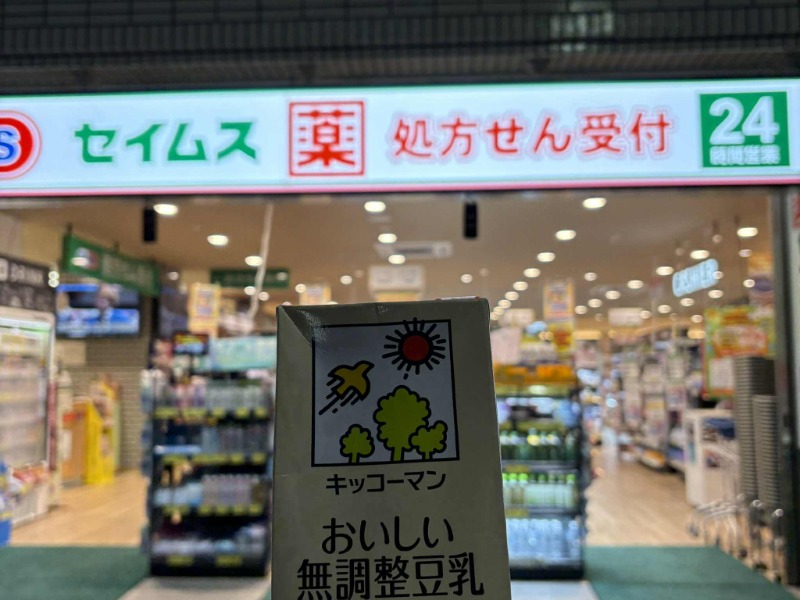 S
セイムス
薬
処方せん受付
24
時間営業
CASHIER
キッコーマン
おいしい
無調整豆乳